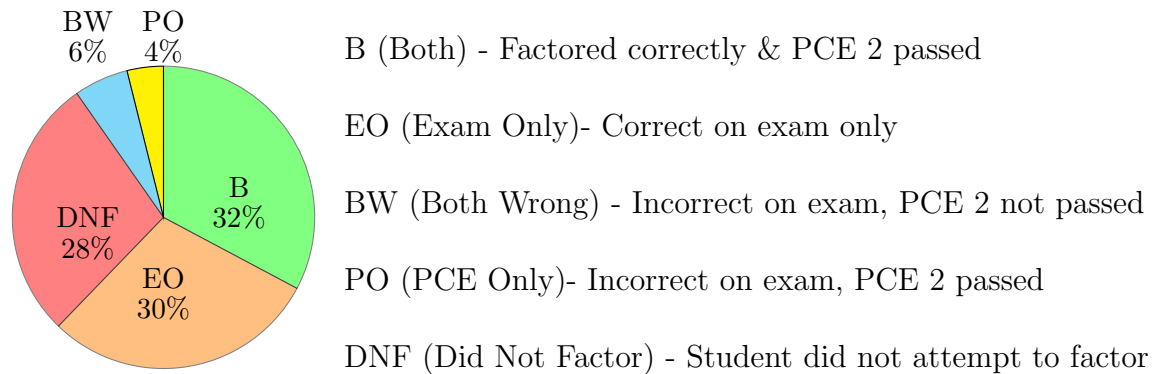 BW
6%
PO
4%
B
32%
DNF
28%
EO
30%
B (Both) - Factored correctly & PCE 2 passed
EO (Exam Only)- Correct on exam only
BW (Both Wrong) - Incorrect on exam, PCE 2 not passed
PO (PCE Only)- Incorrect on exam, PCE 2 passed
DNF (Did Not Factor) - Student did not attempt to factor